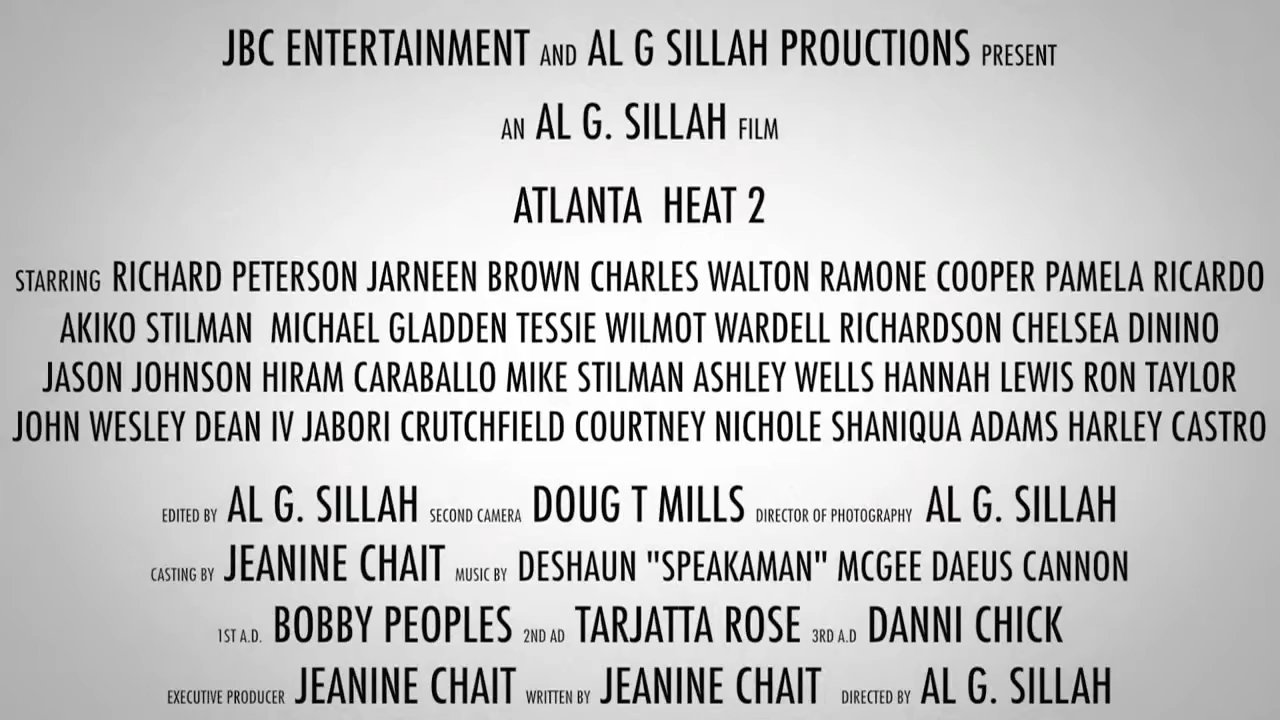 JBC ENTERTAINMENT AND AL G SILLAH PROUCTIONS PRESENT
AN AL G. SILLAH FILM
ATLANTA HEAT 2
STARRING RICHARD PETERSON JARNEEN BROWN CHARLES WALTON RAMONE COOPER PAMELA RICARDO
AKIKO STILMAN MICHAEL GLADDEN TESSIE WILMOT WARDELL RICHARDSON CHELSEA DININO
JASON JOHNSON HIRAM CARABALLO MIKE STILMAN ASHLEY WELLS HANNAH LEWIS RON TAYLOR
JOHN WESLEY DEAN IV JABORI CRUTCHFIELD COURTNEY NICHOLE SHANIQUA ADAMS HARLEY CASTRO
EDITED BY AL G. SILLAH SECOND CAMERA DOUG T MILLS DIRECTOR OF PHOTOGRAPHY AL G. SILLAH
CASTING BY JEANINE CHAIT MUSIC BY DESHAUN "SPEAKAMAN" MCGEE DAEUS CANNON
1ST A.D. BOBBY PEOPLES 2ND AD TARJATTA ROSE 3RD A.D DANNI CHICK
EXECUTIVE PRODUCER JEANINE CHAIT WRITTEN BY JEANINE CHAIT DIRECTED BY AL G. SILLAH